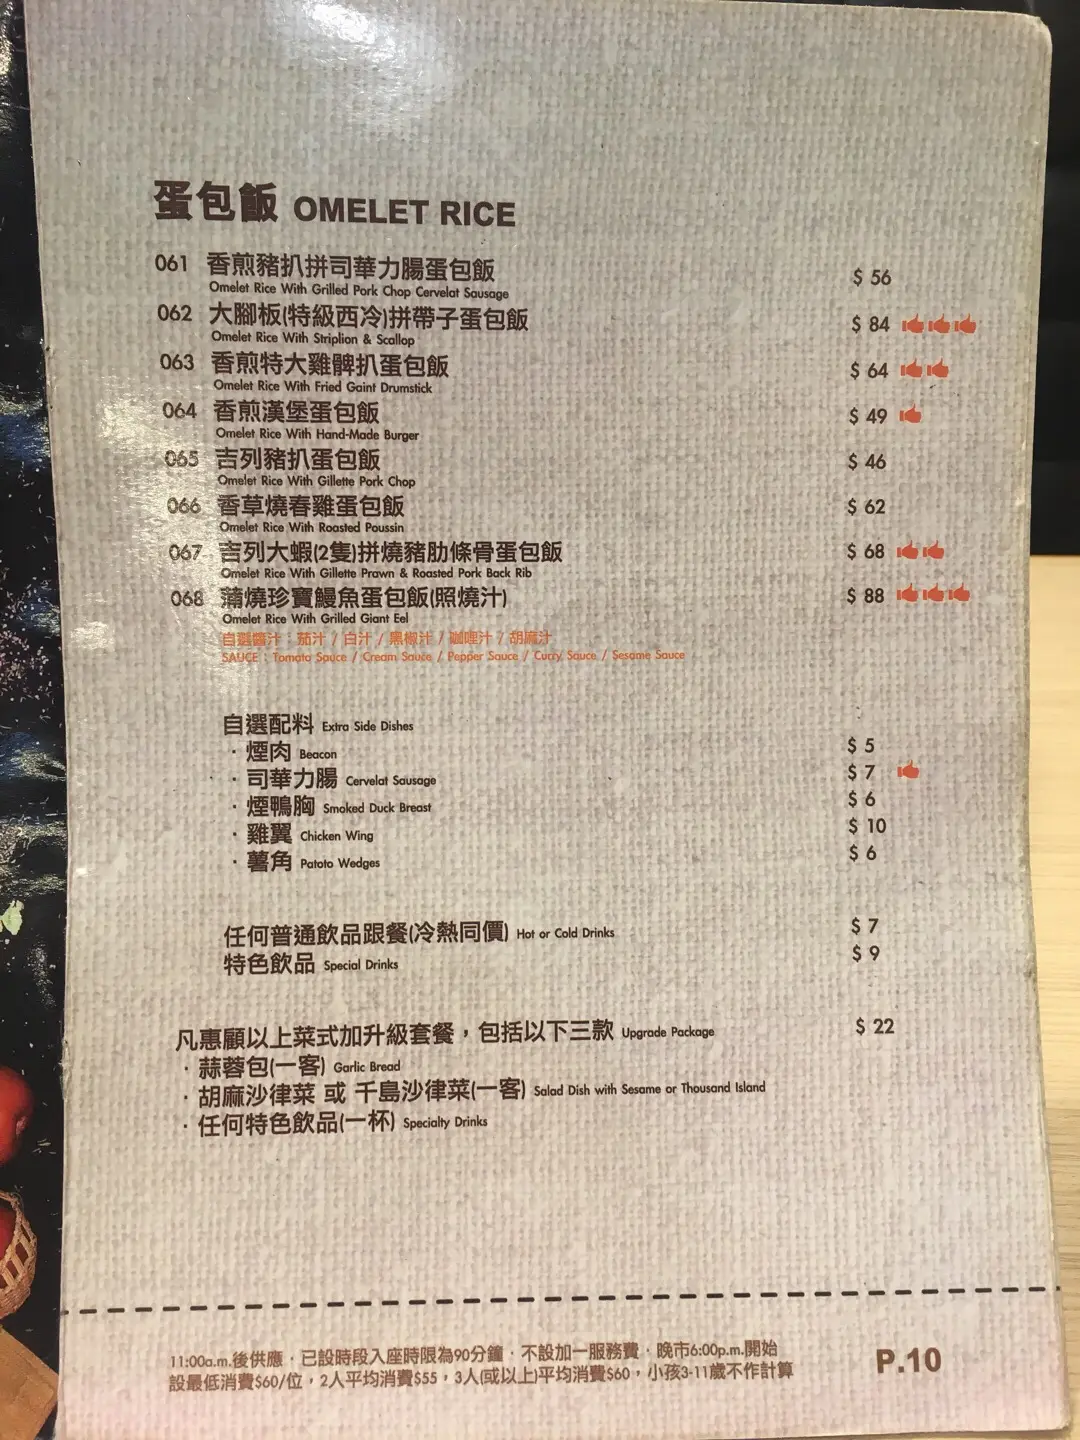 蛋包飯 OMELET RICE
061 香煎豬扒拼司華力腸蛋包飯 $ 56
Omelet Rice With Grilled Pork Chop Cervelat Sausage
062 大腳板(特級西冷)拼帶子蛋包飯 $ 84
Omelet Rice With Striplion & Scallop
063 香煎特大雞髀扒蛋包飯 $ 64
Omelet Rice With Fried Gaint Drumstick
064 香煎漢堡蛋包飯 $ 49
Omelet Rice With Hand-Made Burger
065 吉列豬扒蛋包飯 $ 46
Omelet Rice With Gillette Pork Chop
066 香草燒春雞蛋包飯 $ 62
Omelet Rice With Roasted Poussin
067 吉列大蝦(2隻)拼燒豬肋條骨蛋包飯 $ 68
Omelet Rice With Gillette Prawn & Roasted Pork Back Rib
068 蒲燒珍寶鰻魚蛋包飯(照燒汁) $ 88
Omelet Rice With Grilled Giant Eel
自選醬汁：茄汁 / 白汁 / 黑椒汁 / 咖喱汁 / 胡麻汁
SAUCE : Tomato Sauce / Cream Sauce / Pepper Sauce / Curry Sauce / Sesame Sauce
自選配料 Extra Side Dishes
· 煙肉 Beacon $ 5
· 司華力腸 Cervelat Sausage $ 7
· 煙鴨胸 Smoked Duck Breast $ 6
· 雞翼 Chicken Wing $ 10
· 薯角 Patoto Wedges $ 6
任何普通飲品跟餐(冷熱同價) Hot or Cold Drinks $ 7
特色飲品 Special Drinks $ 9
凡惠顧以上菜式加升級套餐，包括以下三款 Upgrade Package $ 22
· 蒜蓉包(一客) Garlic Bread
· 胡麻沙律菜 或 千島沙律菜(一客) Salad Dish with Sesame or Thousand Island
· 任何特色飲品(一杯) Specialty Drinks
11:00a.m.後供應 · 已設時段入座時限為90分鐘 · 不設加一服務費 · 晚市6:00p.m.開始
設最低消費$60/位，2人平均消費$55，3人(或以上)平均消費$60，小孩3-11歲不作計算
P.10